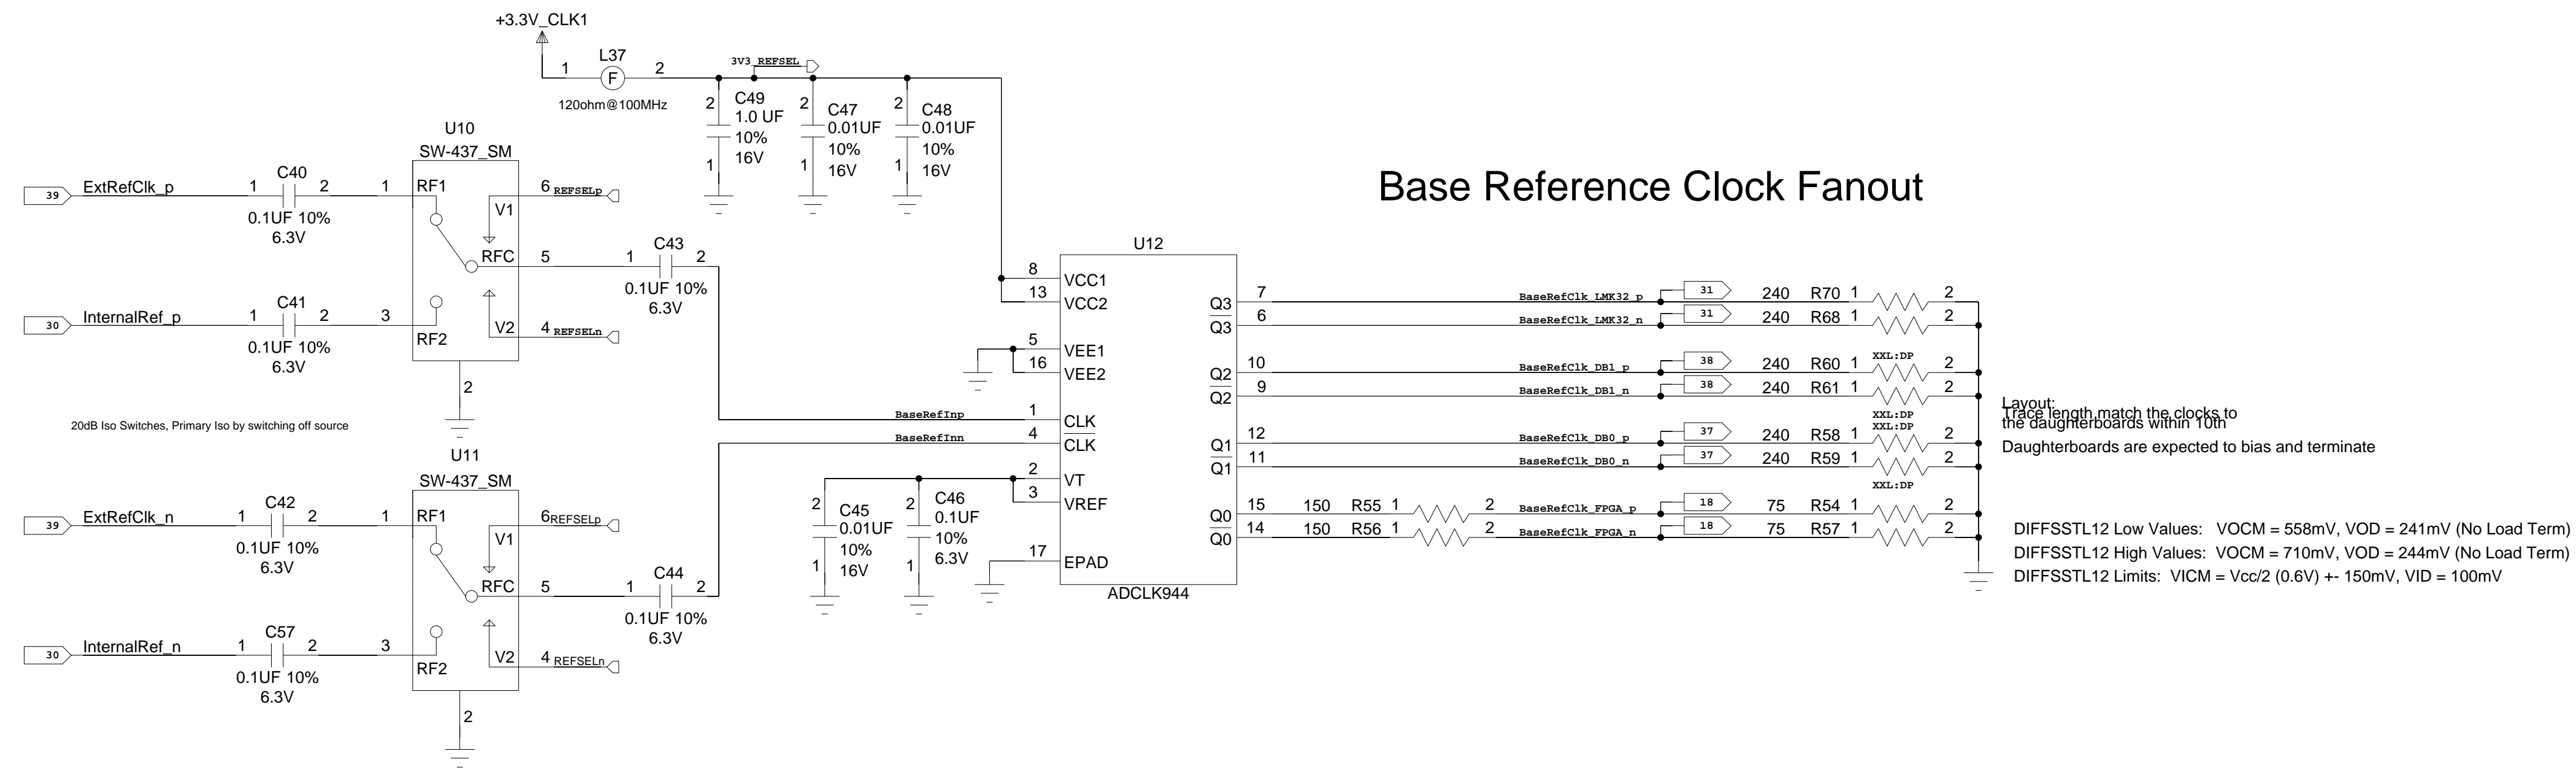 +3.3V_CLK1
L37
1 F 2
120ohm@100MHz
3V3_REFSEL
2 C49
1.0 UF
10%
1 16V
2 C47
0.01UF
10%
1 16V
2 C48
0.01UF
10%
1 16V
Base Reference Clock Fanout
U10
SW-437_SM
39 ExtRefClk_p 1 C40 2 1 RF1
0.1UF 10%
6.3V
6 REFSELp
V1
RFC 5
30 InternalRef_p 1 C41 2 3 RF2
0.1UF 10%
6.3V
V2 4 REFSELn
2
1 C43 2
0.1UF 10%
6.3V
20dB Iso Switches, Primary Iso by switching off source
U11
SW-437_SM
39 ExtRefClk_n 1 C42 2 1 RF1
0.1UF 10%
6.3V
6 REFSELp
V1
RFC 5
30 InternalRef_n 1 C57 2 3 RF2
0.1UF 10%
6.3V
V2 4 REFSELn
2
1 C44 2
0.1UF 10%
6.3V
BaseRefInp
BaseRefInn
2 C45
0.01UF
10%
1 16V
2 C46
0.1UF
10%
1 6.3V
U12
8 VCC1
13 VCC2
5 VEE1
16 VEE2
1 CLK
4 CLK
2 VT
3 VREF
17 EPAD
ADCLK944
Q3 7 BaseRefClk_LMK32_p 31 240 R70 1 2
Q3 6 BaseRefClk_LMK32_n 31 240 R68 1 2
XXL:DP
Q2 10 BaseRefClk_DB1_p 38 240 R60 1 2
Q2 9 BaseRefClk_DB1_n 38 240 R61 1 2
XXL:DP
XXL:DP
Q1 12 BaseRefClk_DB0_p 37 240 R58 1 2
Q1 11 BaseRefClk_DB0_n 37 240 R59 1 2
XXL:DP
Q0 15 150 R55 1 2 BaseRefClk_FPGA_p 18 75 R54 1 2
Q0 14 150 R56 1 2 BaseRefClk_FPGA_n 18 75 R57 1 2
Layout:
Trace length match the clocks to
the daughterboards within 10th
Daughterboards are expected to bias and terminate
DIFFSSTL12 Low Values: VOCM = 558mV, VOD = 241mV (No Load Term)
DIFFSSTL12 High Values: VOCM = 710mV, VOD = 244mV (No Load Term)
DIFFSSTL12 Limits: VICM = Vcc/2 (0.6V) +- 150mV, VID = 100mV